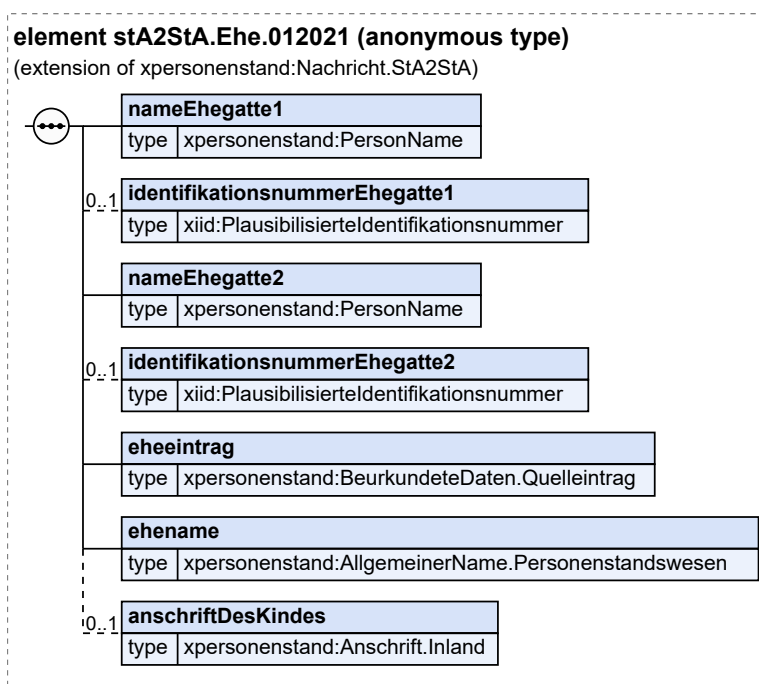 element stA2StA.Ehe.012021 (anonymous type)
(extension of xpersonenstand:Nachricht.StA2StA)
nameEhegatte1
type xpersonenstand:PersonName
0..1 identifikationsnummerEhegatte1
type xiid:PlausibilisierteIdentifikationsnummer
nameEhegatte2
type xpersonenstand:PersonName
0..1 identifikationsnummerEhegatte2
type xiid:PlausibilisierteIdentifikationsnummer
eheeintrag
type xpersonenstand:BeurkundeteDaten.Quelleintrag
ehename
type xpersonenstand:AllgemeinerName.Personenstandswesen
0..1 anschriftDesKindes
type xpersonenstand:Anschrift.Inland